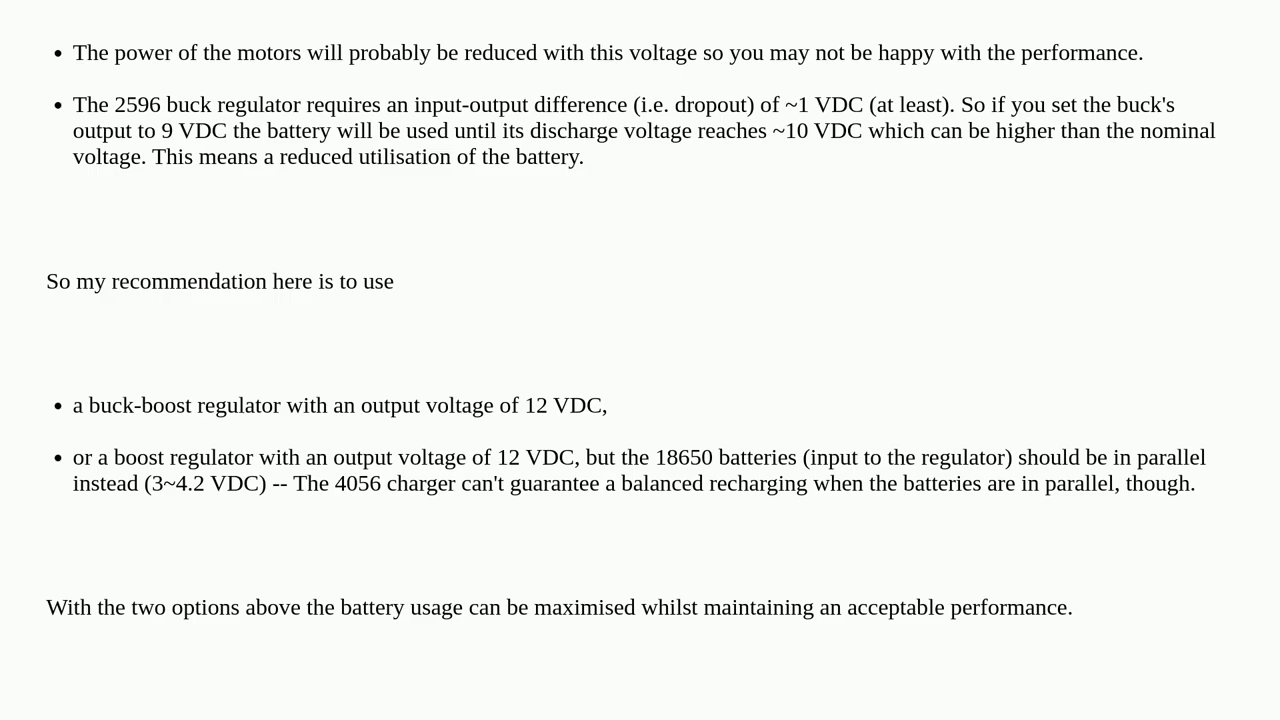 The power of the motors will probably be reduced with this voltage so you may not be happy with the performance.
The 2596 buck regulator requires an input-output difference (i.e. dropout) of ~1 VDC (at least). So if you set the buck's
output to 9 VDC the battery will be used until its discharge voltage reaches ~10 VDC which can be higher than the nominal
voltage. This means a reduced utilisation of the battery.
So my recommendation here is to use
a buck-boost regulator with an output voltage of 12 VDC,
or a boost regulator with an output voltage of 12 VDC, but the 18650 batteries (input to the regulator) should be in parallel
instead (3~4.2 VDC) -- The 4056 charger can't guarantee a balanced recharging when the batteries are in parallel, though.
With the two options above the battery usage can be maximised whilst maintaining an acceptable performance.